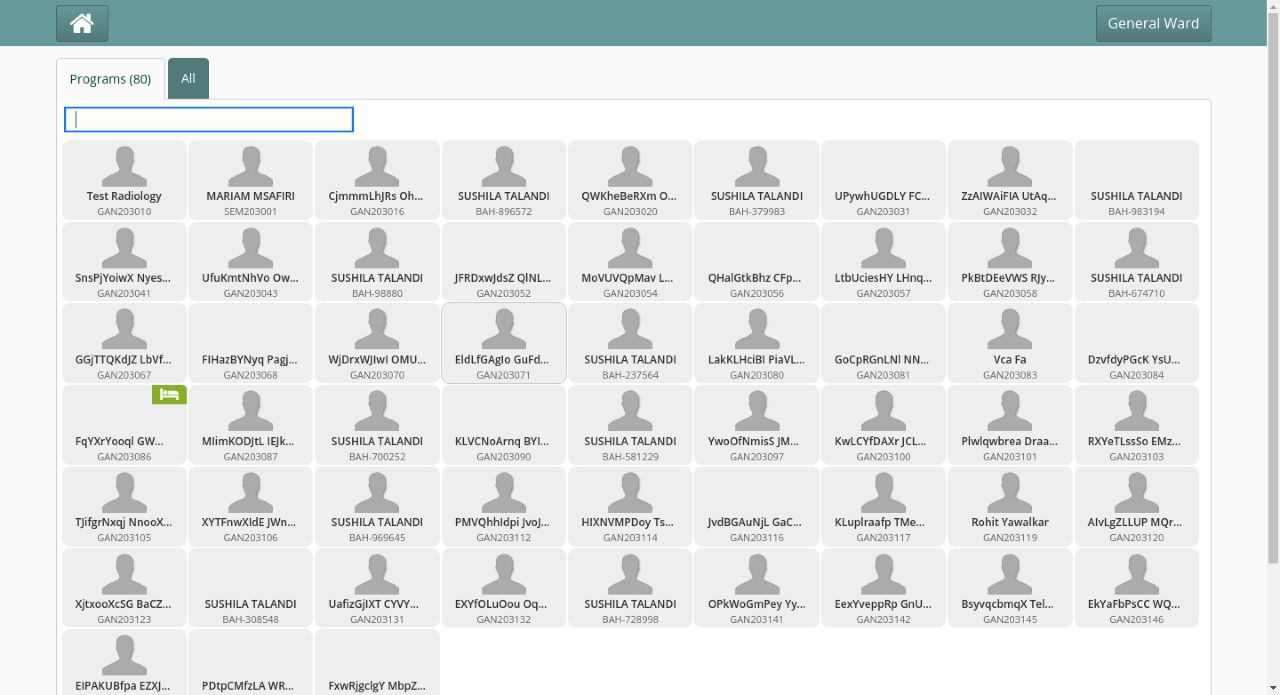 General Ward
Programs (80)
All
Test Radiology
GAN203010
MARIAM MSAFIRI
SEM203001
CjmmmLhJRs Oh...
GAN203016
SUSHILA TALANDI
BAH-896572
QWKheBeRXm O...
GAN203020
SUSHILA TALANDI
BAH-379983
UPywhUGDLY FC...
GAN203031
ZzAIWAiFIA UtAq...
GAN203032
SUSHILA TALANDI
BAH-983194
SnsPjYoiwX Nyes...
GAN203041
UfuKmtNhVo Ow...
GAN203043
SUSHILA TALANDI
BAH-98880
JFRDxwJdsZ QlNL...
GAN203052
MoVUVQpMav L...
GAN203054
QHalGtkBhz CFp...
GAN203056
LtbUciesHY LHnq...
GAN203057
PkBtDEeVWS RJy...
GAN203058
SUSHILA TALANDI
BAH-674710
GGjTTQKdJZ LbVf...
GAN203067
FIHazBYNyq Pagj...
GAN203068
WjDrxWJIwI OMU...
GAN203070
EldLfGAgIo GuFd...
GAN203071
SUSHILA TALANDI
BAH-237564
LakKLHciBI PiaVL...
GAN203080
GoCpRGnLNl NN...
GAN203081
Vca Fa
GAN203083
DzvfdyPGcK YsU...
GAN203084
FqYXrYooql GW...
GAN203086
MIimKODJtL IEJk...
GAN203087
SUSHILA TALANDI
BAH-700252
KLVCNoArnq BYI...
GAN203090
SUSHILA TALANDI
BAH-581229
YwoOfNmisS JM...
GAN203097
KwLCYfDAXr JCL...
GAN203100
Plwlqwbrea Draa...
GAN203101
RXYeTLssSo EMz...
GAN203103
TJifgrNxqj NnooX...
GAN203105
XYTFnwXIdE JWn...
GAN203106
SUSHILA TALANDI
BAH-969645
PMVQhhIdpi JvoJ...
GAN203112
HIXNVMPDoy Ts...
GAN203114
JvdBGAuNjL GaC...
GAN203116
KLuplraafp TMe...
GAN203117
Rohit Yawalkar
GAN203119
AIvLgZLLUP MQr...
GAN203120
XjtxooXcSG BaCZ...
GAN203123
SUSHILA TALANDI
BAH-308548
UafizGjIXT CYVY...
GAN203131
EXYfOLuOou Oq...
GAN203132
SUSHILA TALANDI
BAH-728998
OPkWoGmPey Yy...
GAN203141
EexYveppRp GnU...
GAN203142
BsyvqcbmqX Tel...
GAN203145
EkYaFbPsCC WQ...
GAN203146
EIPAKUBfpa EZXJ...
PDtpCMfzLA WR...
FxwRjgclgY MbpZ...